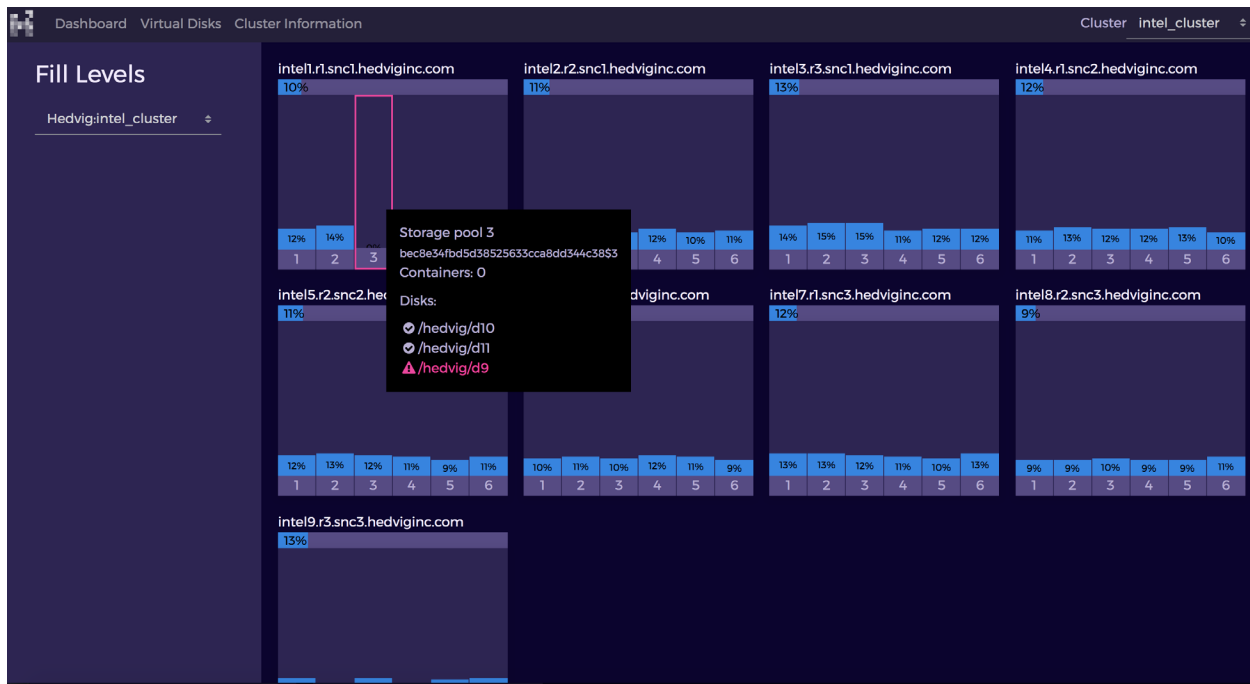 Dashboard Virtual Disks Cluster Information Cluster intel_cluster
Fill Levels
Hedvig:intel_cluster
intel1.r1.snc1.hedviginc.com
10%
12% 14% 0%
1 2 3
intel2.r2.snc1.hedviginc.com
11%
12% 10% 11%
4 5 6
intel3.r3.snc1.hedviginc.com
13%
14% 15% 15% 11% 12% 12%
1 2 3 4 5 6
intel4.r1.snc2.hedviginc.com
12%
11% 13% 12% 12% 13% 10%
1 2 3 4 5 6
Storage pool 3
bec8e34fbd5d38525633cca8dd344c38$3
Containers: 0
Disks:
/hedvig/d10
/hedvig/d11
/hedvig/d9
intel5.r2.snc2.hed
11%
12% 13% 12% 11% 9% 11%
1 2 3 4 5 6
dviginc.com
10% 11% 10% 12% 11% 9%
1 2 3 4 5 6
intel7.r1.snc3.hedviginc.com
12%
13% 13% 12% 11% 10% 13%
1 2 3 4 5 6
intel8.r2.snc3.hedviginc.com
9%
9% 9% 10% 9% 9% 11%
1 2 3 4 5 6
intel9.r3.snc3.hedviginc.com
13%